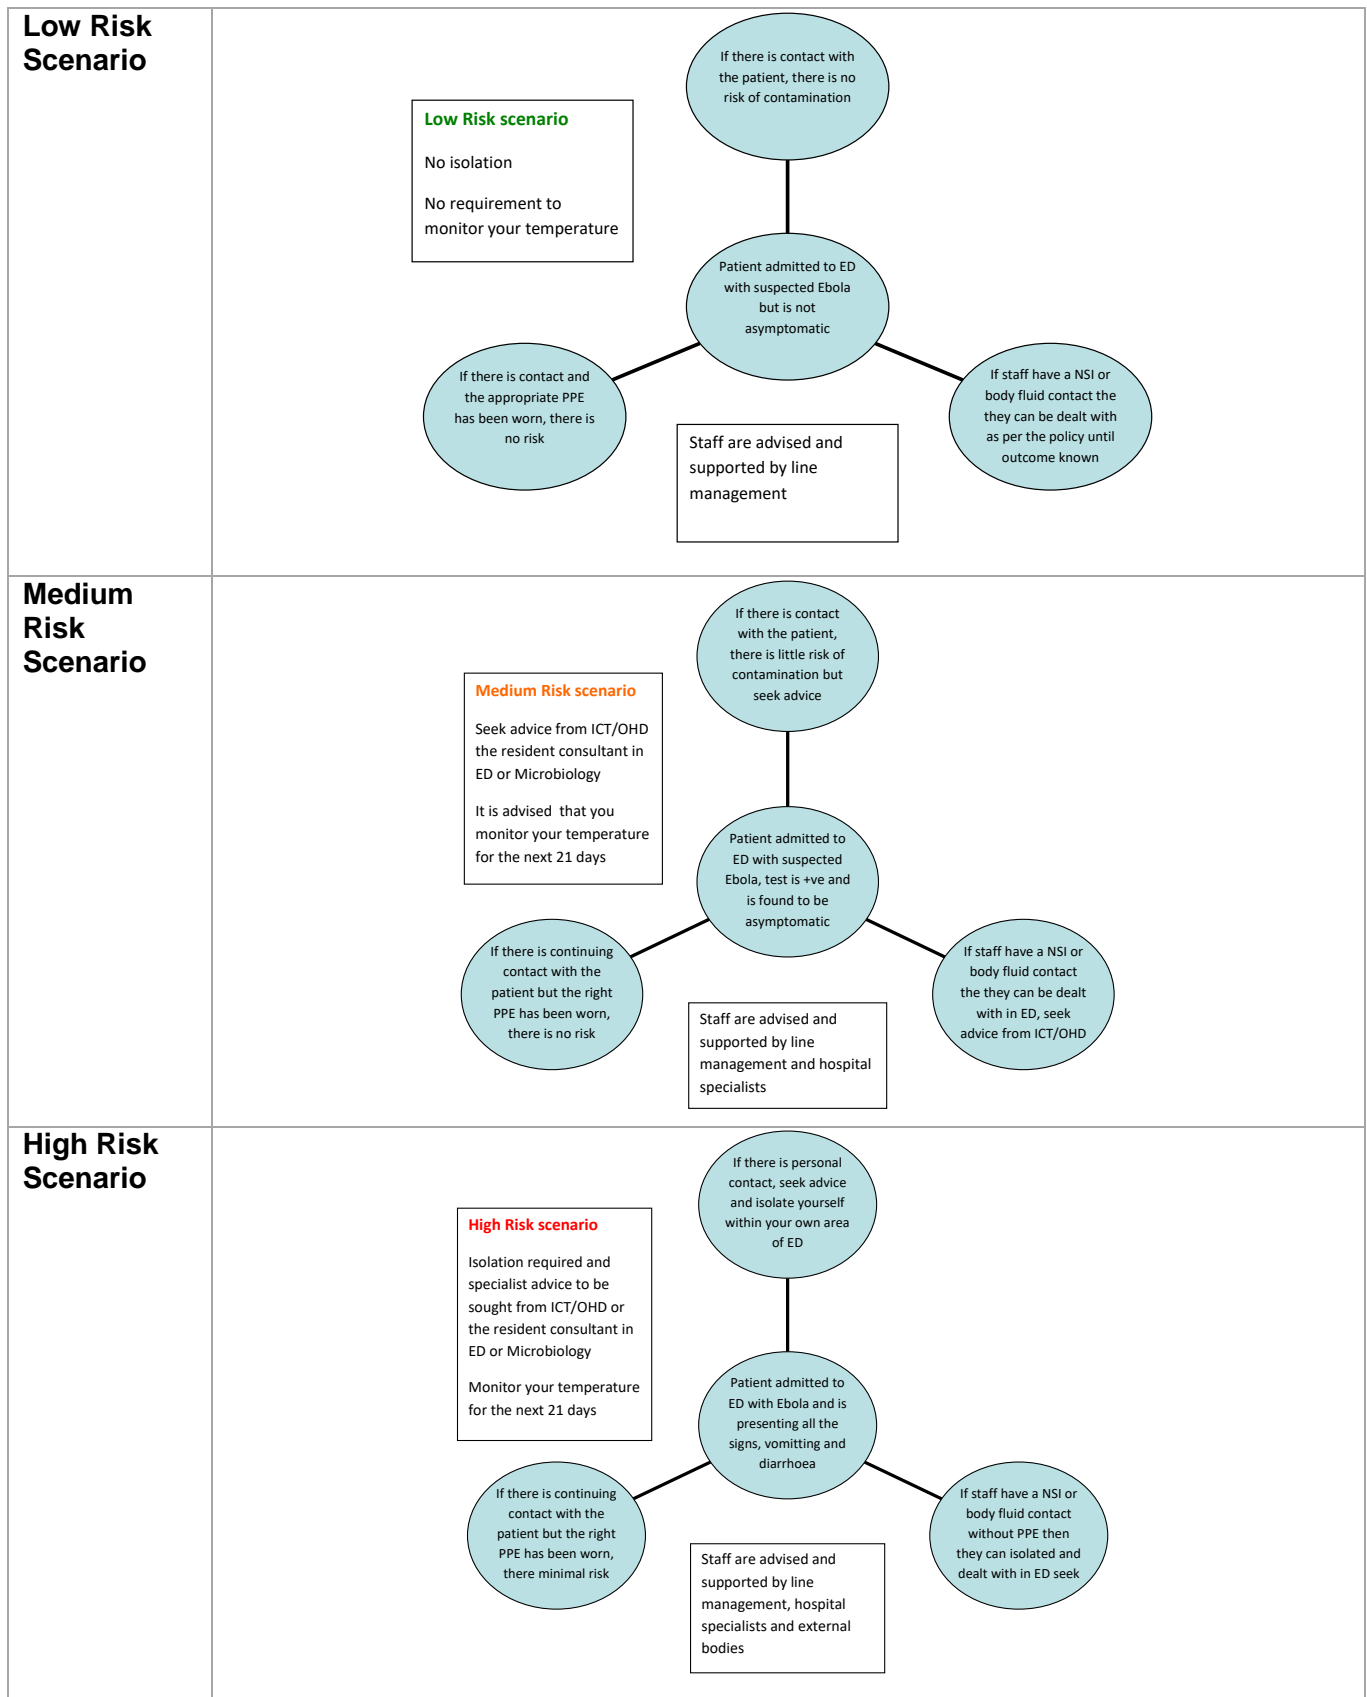 Low Risk
Scenario
If there is contact with
the patient, there is no
risk of contamination
Low Risk scenario
No isolation
No requirement to
monitor your temperature
Patient admitted to ED
with suspected Ebola
but is not
asymptomatic
If there is contact and
the appropriate PPE
has been worn, there is
no risk
If staff have a NSI or
body fluid contact the
they can be dealt with
as per the policy until
outcome known
Staff are advised and
supported by line
management
Medium
Risk
Scenario
If there is contact
with the patient,
there is little risk of
contamination but
seek advice
Medium Risk scenario
Seek advice from ICT/OHD
the resident consultant in
ED or Microbiology
It is advised that you
monitor your temperature
for the next 21 days
Patient admitted to
ED with suspected
Ebola, test is +ve and
is found to be
asymptomatic
If there is continuing
contact with the
patient but the right
PPE has been worn,
there is no risk
If staff have a NSI or
body fluid contact
the they can be dealt
with in ED, seek
advice from ICT/OHD
Staff are advised and
supported by line
management and hospital
specialists
High Risk
Scenario
If there is personal
contact, seek advice
and isolate yourself
within your own area
of ED
High Risk scenario
Isolation required and
specialist advice to be
sought from ICT/OHD or
the resident consultant in
ED or Microbiology
Monitor your temperature
for the next 21 days
Patient admitted to
ED with Ebola and is
presenting all the
signs, vomitting and
diarrhoea
If there is continuing
contact with the
patient but the right
PPE has been worn,
there minimal risk
If staff have a NSI or
body fluid contact
without PPE then
they can isolated and
dealt with in ED seek
Staff are advised and
supported by line
management, hospital
specialists and external
bodies